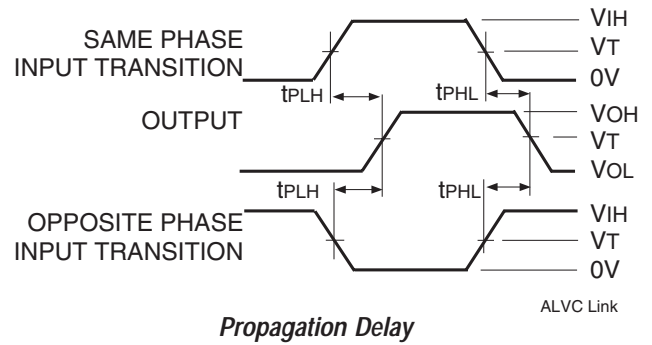 SAME PHASE
INPUT TRANSITION
VIH
VT
0V
tPLH
tPHL
OUTPUT
VOH
VT
VOL
tPLH
tPHL
OPPOSITE PHASE
INPUT TRANSITION
VIH
VT
0V
ALVC Link
Propagation Delay